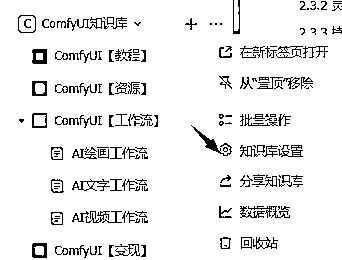 C ComfyUI知识库
ComfyUI【教程】
ComfyUI【资源】
ComfyUI【工作流】
AI绘画工作流
AI文字工作流
AI视频工作流
ComfyUI【变现】
2.3.2
在新标签页打开
从“置顶”移除
批量操作
知识库设置
分享知识库
数据概览
回收站